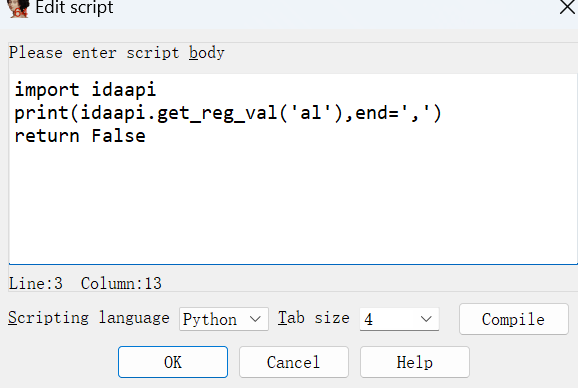 Edit script
Please enter script body
import idaapi
print(idaapi.get_reg_val('al'),end=',')
return False
Line:3 Column:13
Scripting language Python Tab size 4 Compile
OK Cancel Help